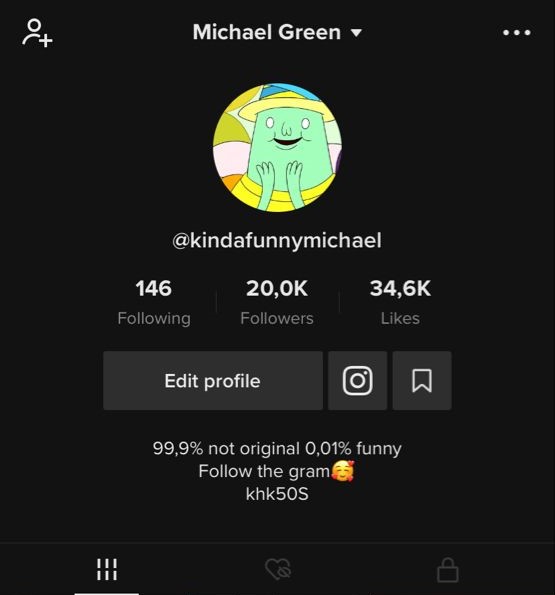 Michael Green
@kindafunnymichael
146 20,0K 34,6K
Following Followers Likes
Edit profile
99,9% not original 0,01% funny
Follow the gram🥰
khk50S